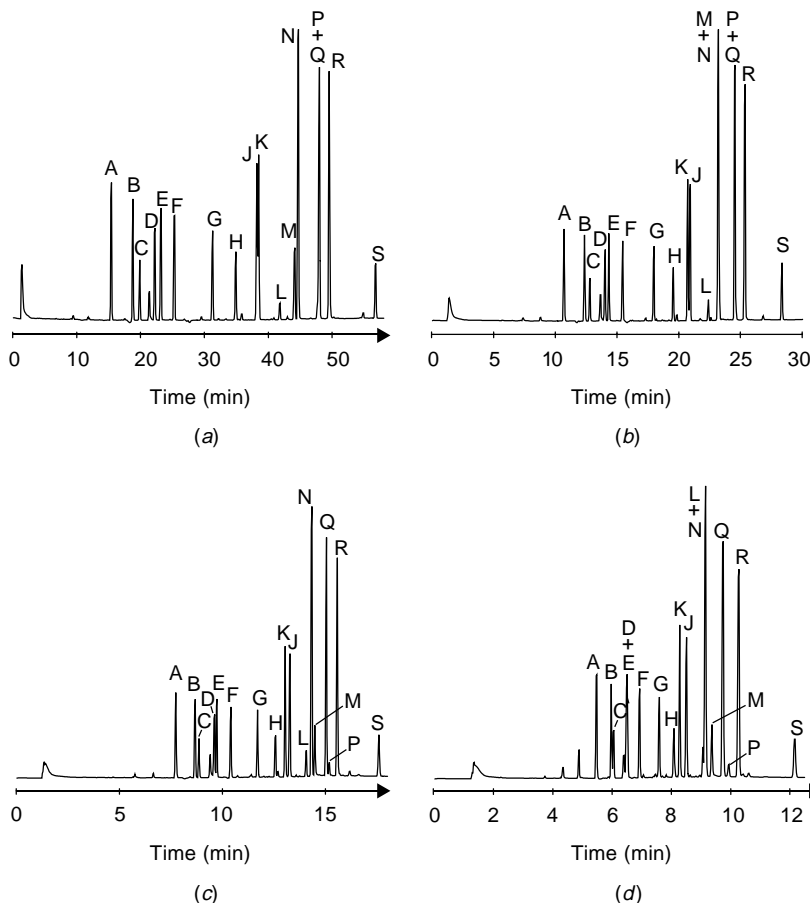 P
+
Q
N
R
K
J
A
B
E
F
D
G
C
H
M
L
S
0 10 20 30 40 50
Time (min)
(a)
M
+
N
P
+
Q
R
K
J
A
B
E
D
F
G
C
H
L
S
0 5 10 15 20 25 30
Time (min)
(b)
N
Q
R
K
J
A
B
D
E
F
G
C
H
L
M
P
S
0 5 10 15
Time (min)
(c)
L
+
N
Q
R
K
J
D
+
E
A
B
F
G
C
H
M
P
S
0 2 4 6 8 10 12
Time (min)
(d)